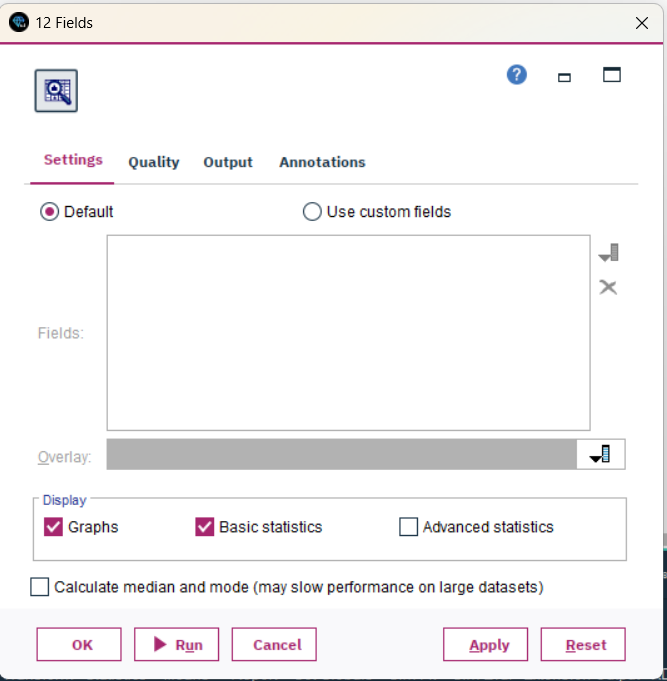 12 Fields
?
Settings Quality Output Annotations
Default Use custom fields
Fields:
Overlay:
Display
Graphs Basic statistics Advanced statistics
Calculate median and mode (may slow performance on large datasets)
OK Run Cancel Apply Reset